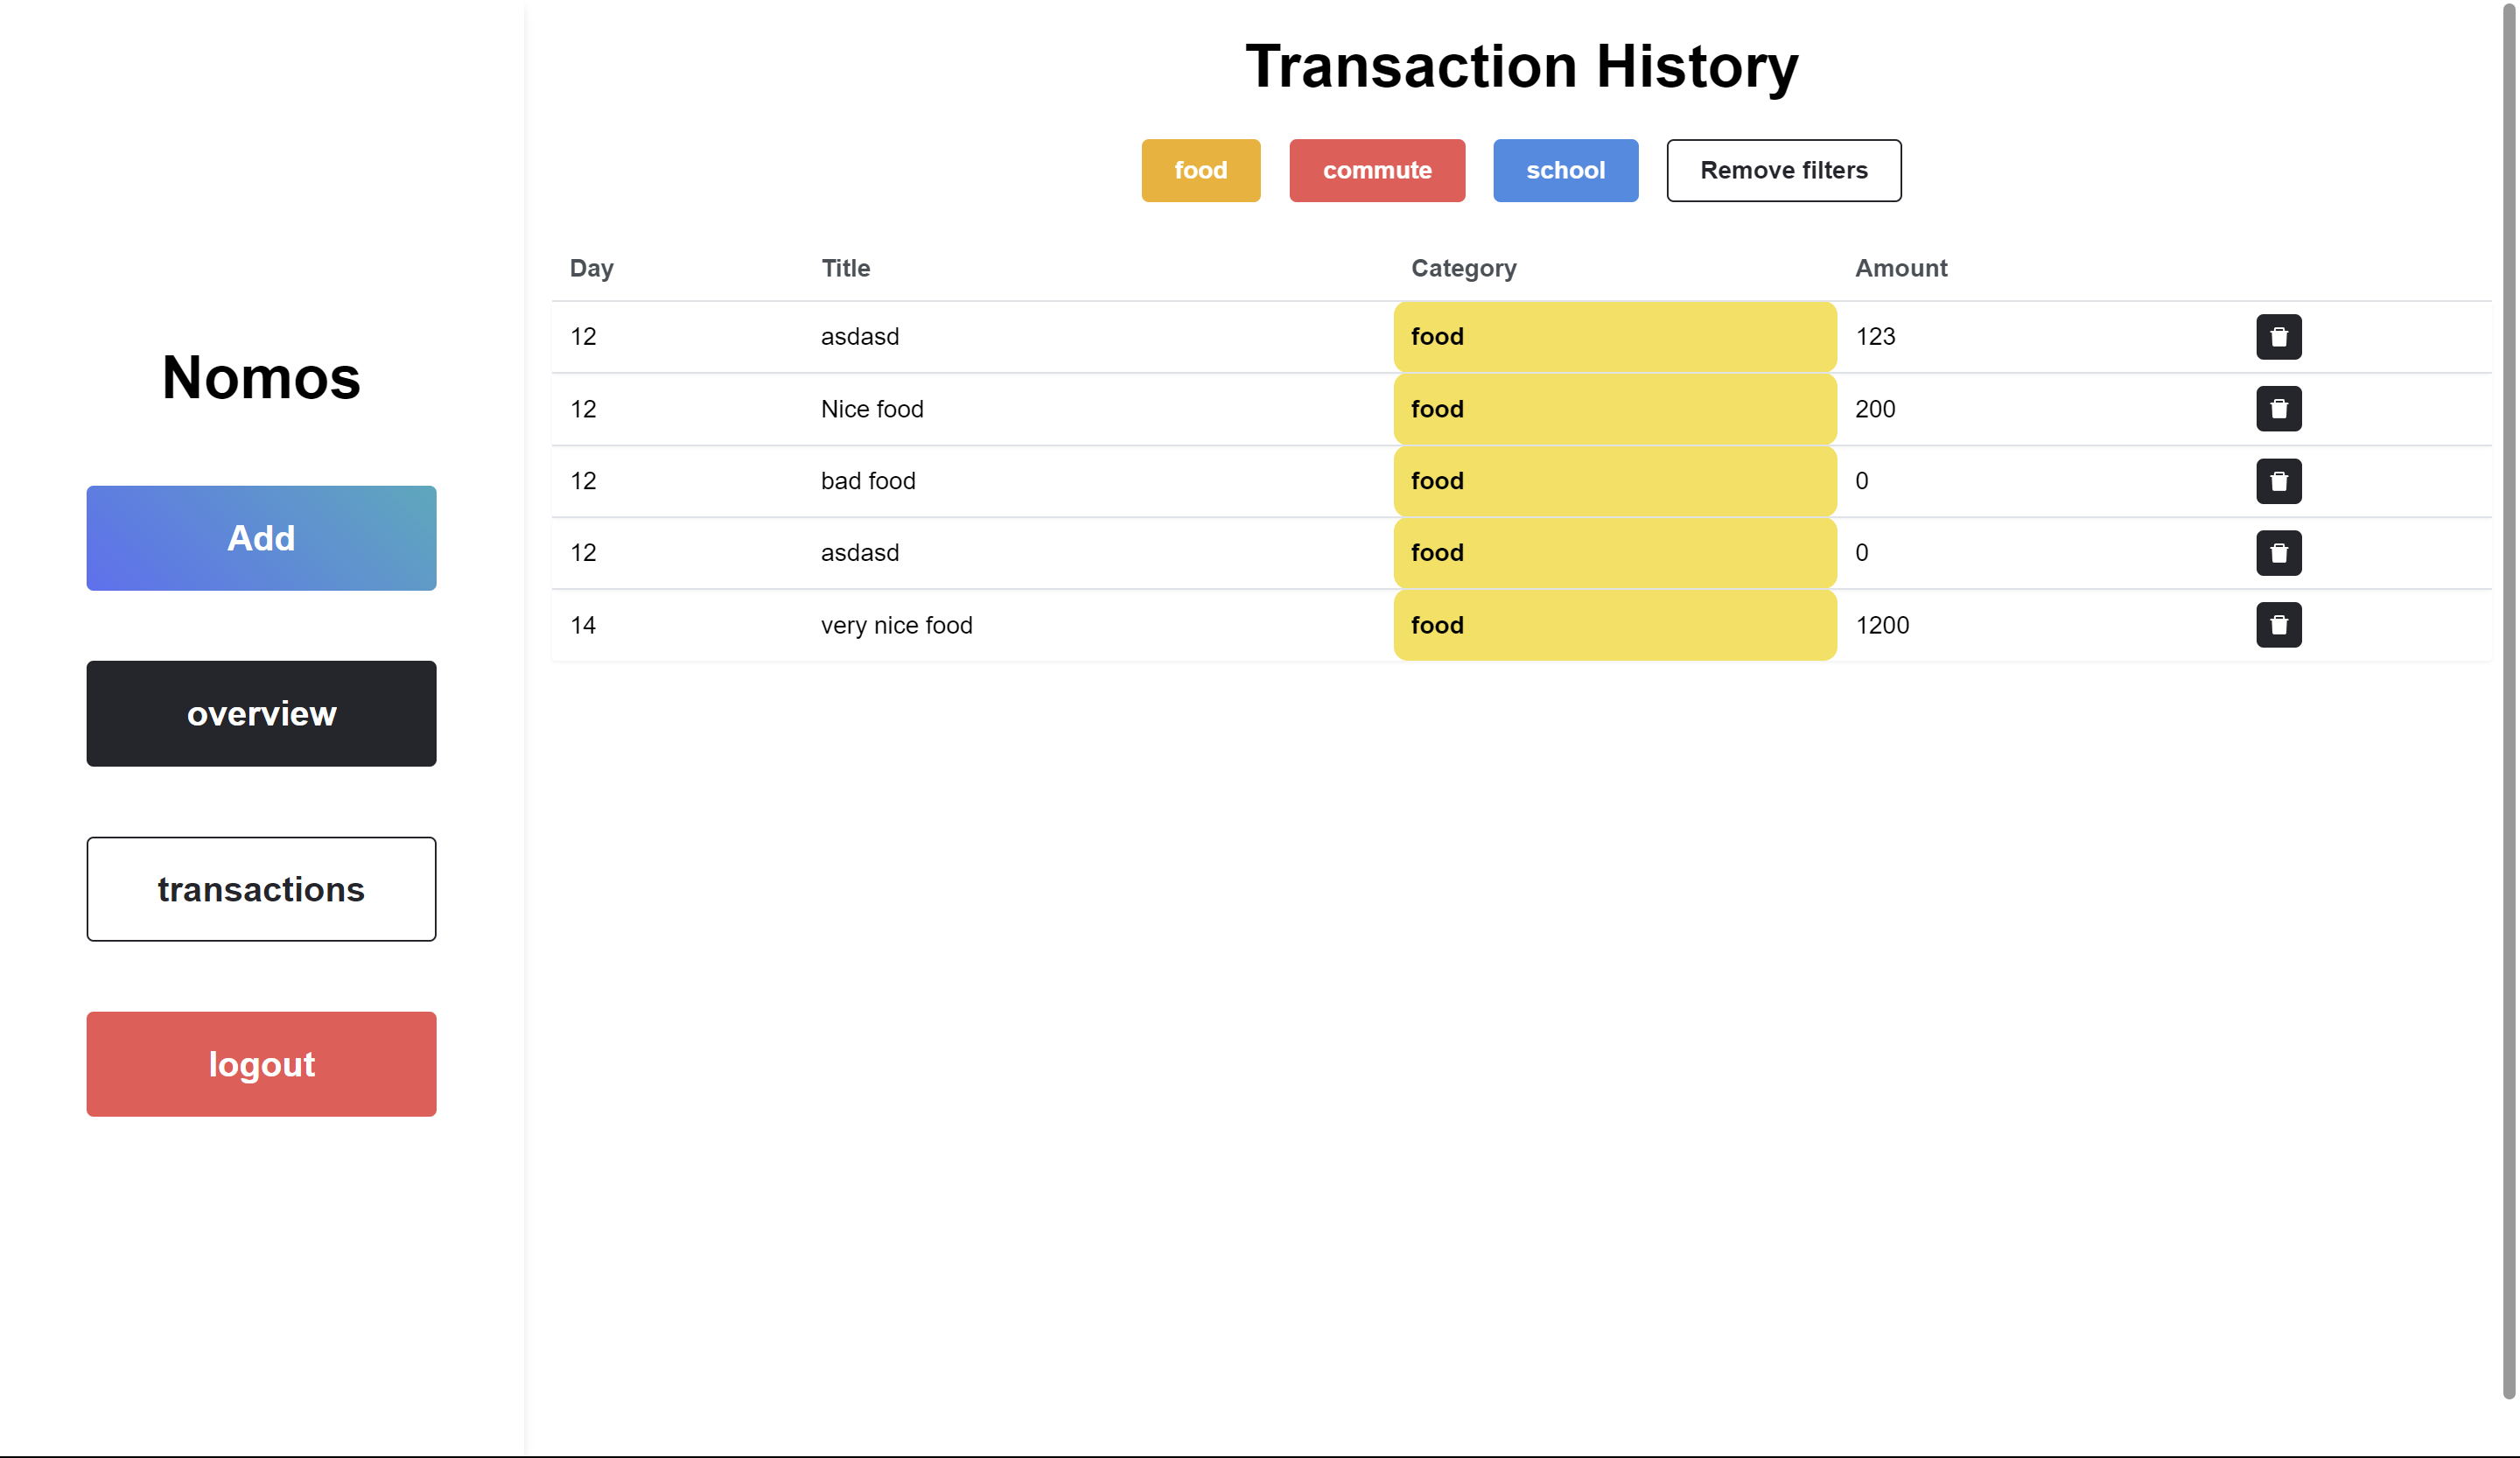 Nomos
Add
overview
transactions
logout
Transaction History
food commute school Remove filters
Day Title Category Amount
12 asdasd food 123
12 Nice food food 200
12 bad food food 0
12 asdasd food 0
14 very nice food food 1200